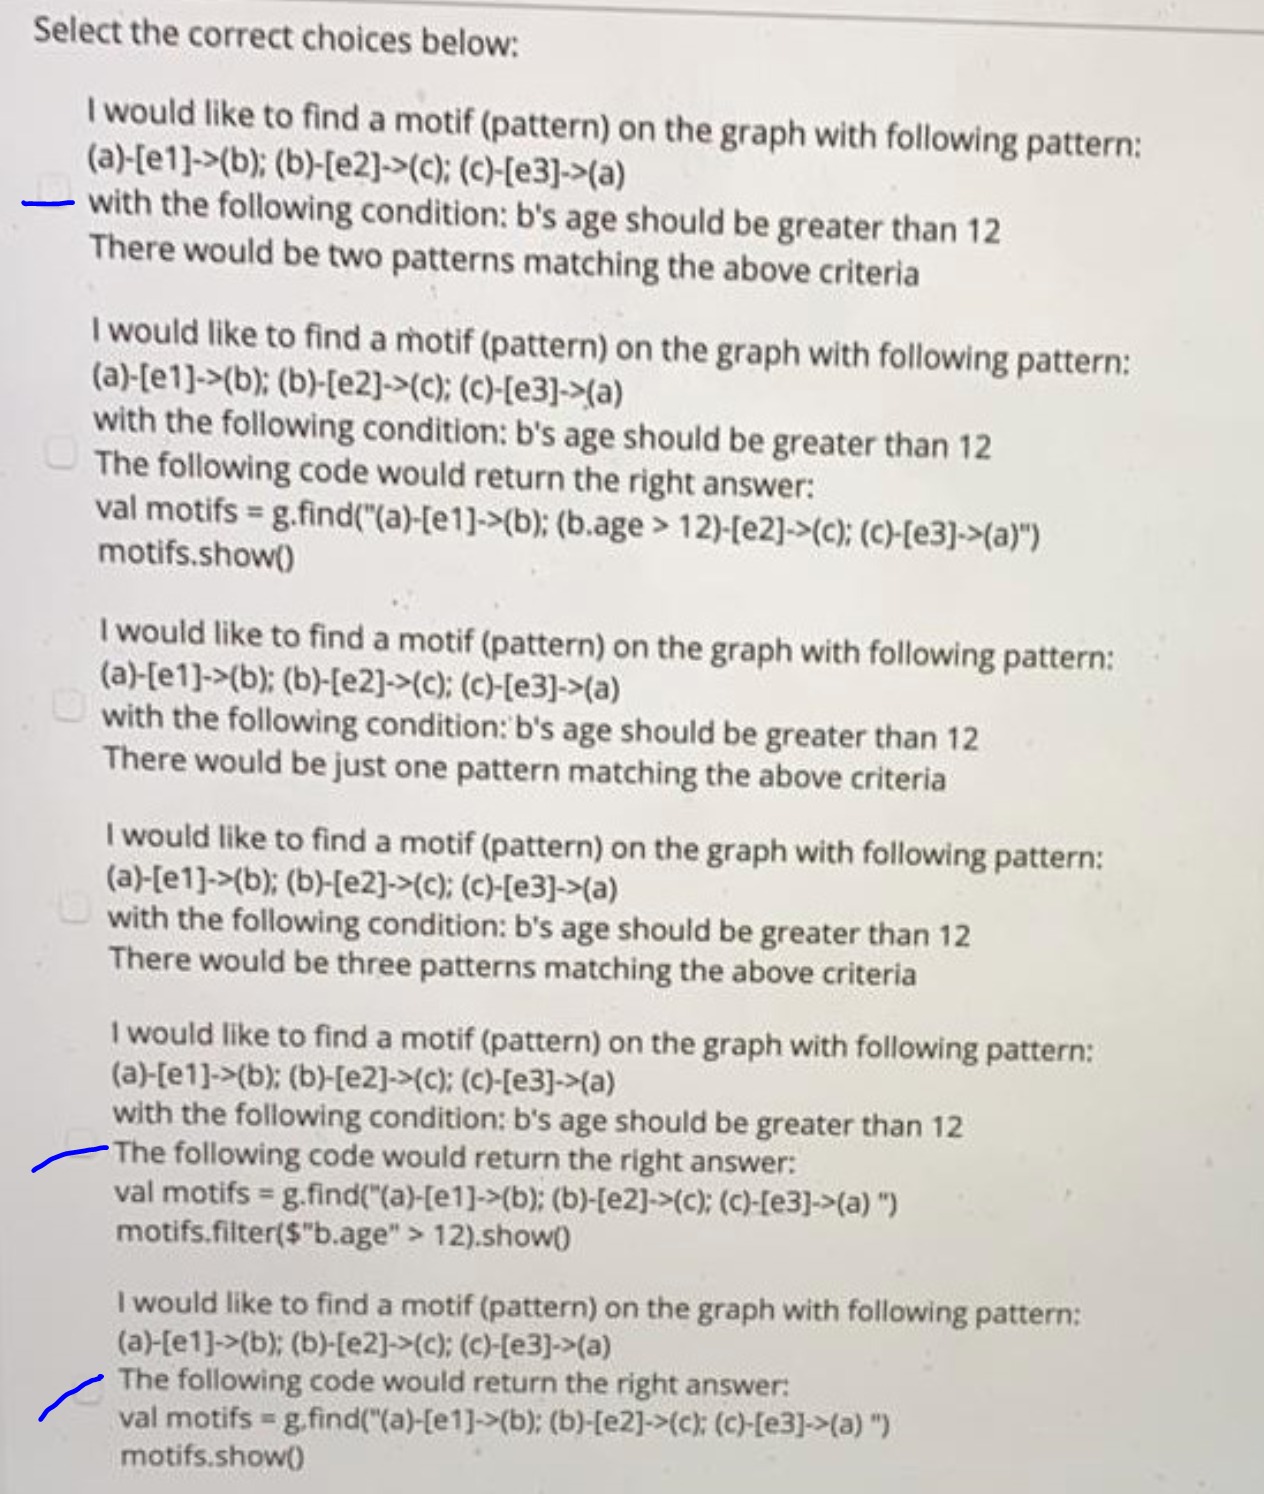 Select the correct choices below:
I would like to find a motif (pattern) on the graph with following pattern:
(a)-[e1]->(b); (b)-[e2]->(c); (c)-[e3]->(a)
with the following condition: b's age should be greater than 12
There would be two patterns matching the above criteria
I would like to find a motif (pattern) on the graph with following pattern:
(a)-[e1]->(b); (b)-[e2]->(c); (c)-[e3]->(a)
with the following condition: b's age should be greater than 12
The following code would return the right answer:
val motifs = g.find("(a)-[e1]->(b); (b.age > 12)-[e2]->(c); (c)-[e3]->(a)")
motifs.show()
I would like to find a motif (pattern) on the graph with following pattern:
(a)-[e1]->(b); (b)-[e2]->(c); (c)-[e3]->(a)
with the following condition: b's age should be greater than 12
There would be just one pattern matching the above criteria
I would like to find a motif (pattern) on the graph with following pattern:
(a)-[e1]->(b); (b)-[e2]->(c); (c)-[e3]->(a)
with the following condition: b's age should be greater than 12
There would be three patterns matching the above criteria
I would like to find a motif (pattern) on the graph with following pattern:
(a)-[e1]->(b); (b)-[e2]->(c); (c)-[e3]->(a)
with the following condition: b's age should be greater than 12
The following code would return the right answer:
val motifs = g.find("(a)-[e1]->(b); (b)-[e2]->(c); (c)-[e3]->(a) ")
motifs.filter($"b.age" > 12).show()
I would like to find a motif (pattern) on the graph with following pattern:
(a)-[e1]->(b); (b)-[e2]->(c); (c)-[e3]->(a)
The following code would return the right answer:
val motifs = g.find("(a)-[e1]->(b); (b)-[e2]->(c); (c)-[e3]->(a) ")
motifs.show()